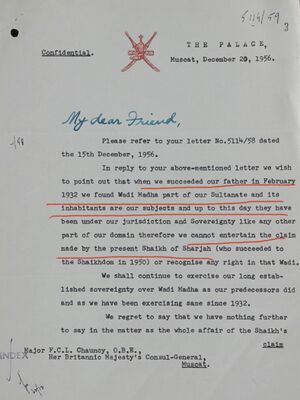 5114/59
3
THE PALACE,
Confidential.
Muscat, December 20, 1956.
My dear Friend,
Please refer to your letter No.5114/58 dated
the 15th December, 1956.
58
In reply to your above-mentioned letter we wish
to point out that when we succeeded our father in February
1932 we found Wadi Madha part of our Sultanate and its
inhabitants are our subjects and up to this day they have
been under our jurisdiction and Sovereignty like any other
part of our domain therefore we cannot entertain the claim
made by the present Shaikh of Sharjah (who succeeded to
the Shaikhdom in 1950) or recognise any right in that Wadi.
We shall continue to exercise our long estab-
lished sovereignty over Wadi Madha as our predecessors did
and as we have been exercising sane since 1932.
We regret to say that we have nothing further
to say in the matter as the whole affair of the Shaikh's
claim
INDEX
Major F.C.L. Chauncy, O.B.E.,
Her Britannic Majesty's Consul-General,
Muscat.